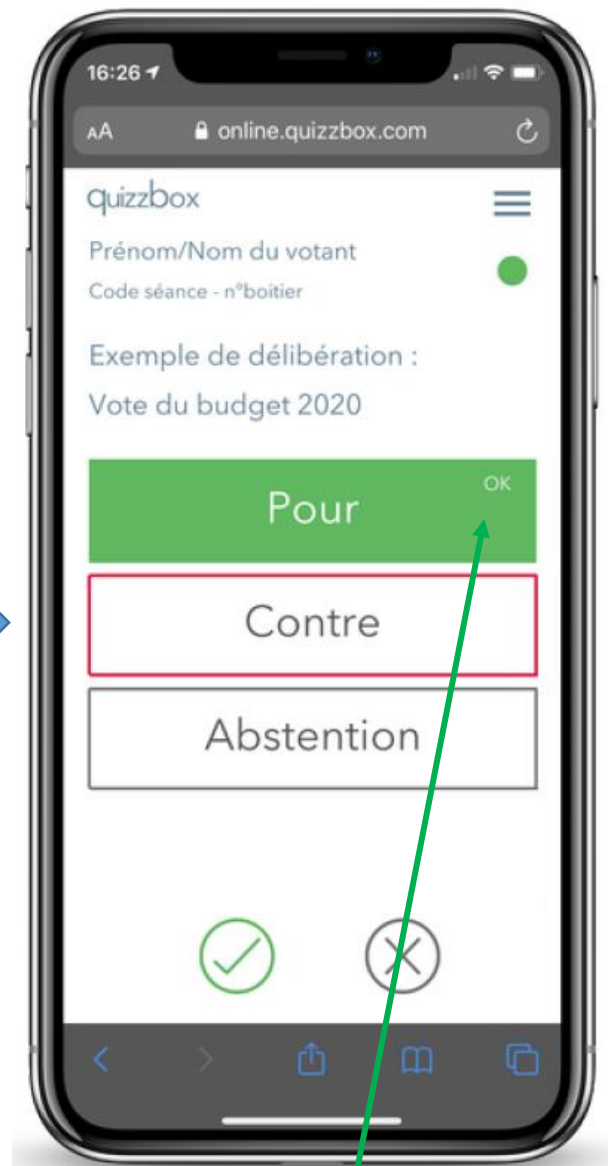 16:26
AA online.quizzbox.com
quizzbox
Prénom/Nom du votant
Code séance - n°boitier
Exemple de délibération :
Vote du budget 2020
Pour OK
Contre
Abstention